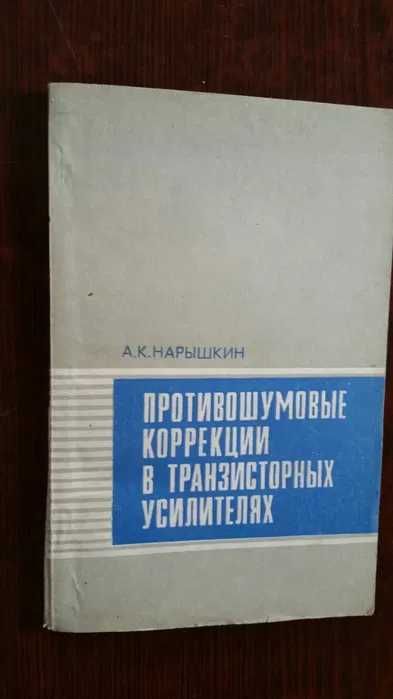 А.К.НАРЫШКИН
ПРОТИВОШУМОВЫЕ
КОРРЕКЦИИ
В ТРАНЗИСТОРНЫХ
УСИЛИТЕЛЯХ